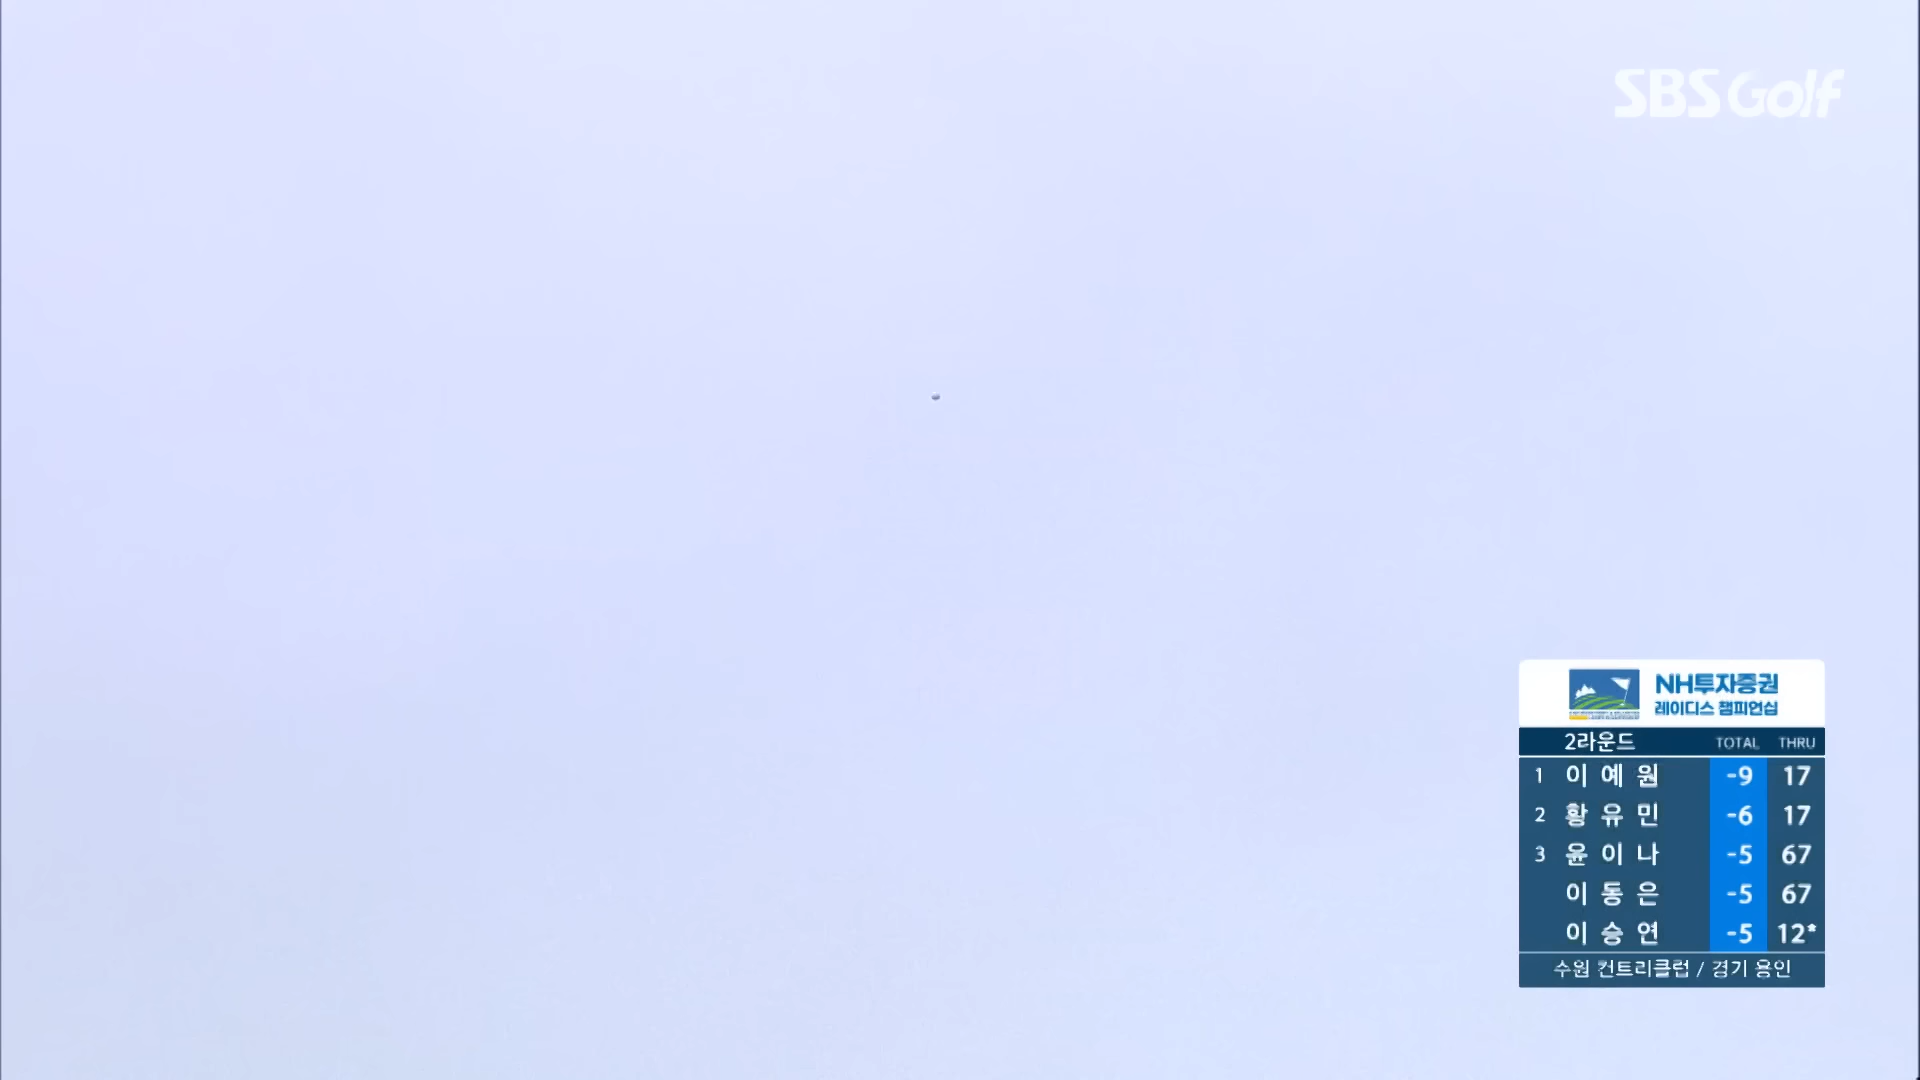 SBS Golf
NH투자증권
레이디스 챔피언십
2라운드 TOTAL THRU
1 이예원 -9 17
2 황유민 -6 17
3 윤이나 -5 67
이동은 -5 67
이승연 -5 12*
수원 컨트리클럽 / 경기 용인